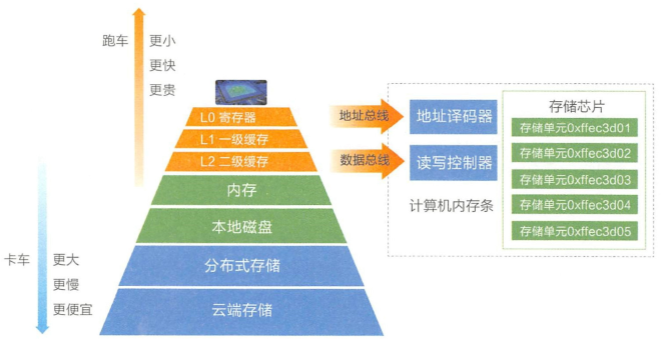 跑车
更小
更快
更贵
L0 寄存器
L1 一级缓存
L2 二级缓存
内存
本地磁盘
分布式存储
云端存储
卡车
更大
更慢
更便宜
地址总线
数据总线
地址译码器
读写控制器
计算机内存条
存储芯片
存储单元0xffec3d01
存储单元0xffec3d02
存储单元0xffec3d03
存储单元0xffec3d04
存储单元0xffec3d05